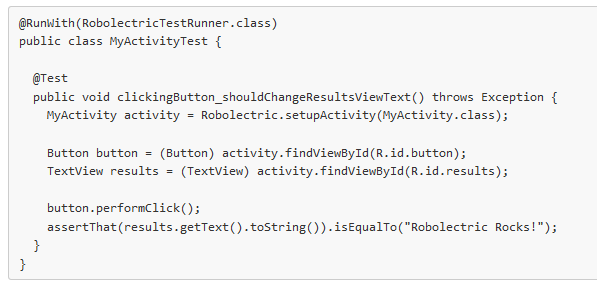 @RunWith(RobolectricTestRunner.class)
public class MyActivityTest {
@Test
public void clickingButton_shouldChangeResultsViewText() throws Exception {
MyActivity activity = Robolectric.setupActivity(MyActivity.class);
Button button = (Button) activity.findViewById(R.id.button);
TextView results = (TextView) activity.findViewById(R.id.results);
button.performClick();
assertThat(results.getText().toString()).isEqualTo("Robolectric Rocks!");
}
}